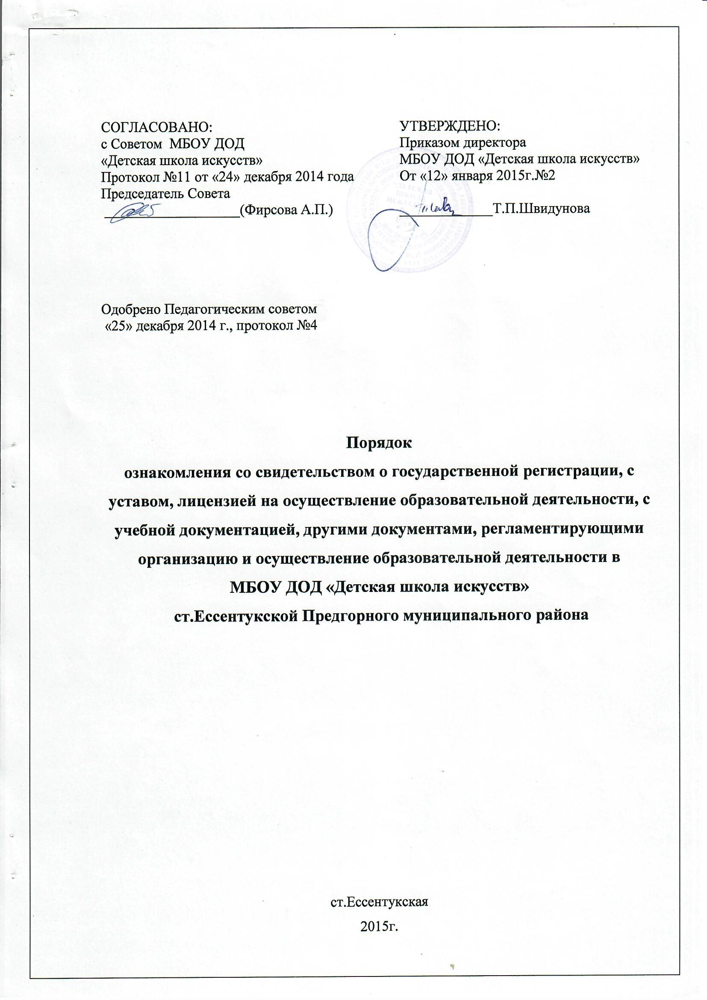 СОГЛАСОВАНО:
с Советом  МБОУ ДОД
«Детская школа искусств»
Протокол №11 от «24» декабря 2014 года
Председатель Совета
(Фирсова А.П.)
УТВЕРЖДЕНО:
Приказом директора
МБОУ ДОД «Детская школа искусств»
От «12» января 2015г.№2
Т.П.Швидунова
ДЕТСКАЯ
ШКОЛА
ИСКУССТВ
Одобрено Педагогическим советом
«25» декабря 2014 г., протокол №4
Порядок
ознакомления со свидетельством о государственной регистрации, с
уставом, лицензией на осуществление образовательной деятельности, с
учебной документацией, другими документами, регламентирующими
организацию и осуществление образовательной деятельности в
МБОУ ДОД «Детская школа искусств»
ст.Ессентукской Предгорного муниципального района
ст.Ессентукская
2015г.